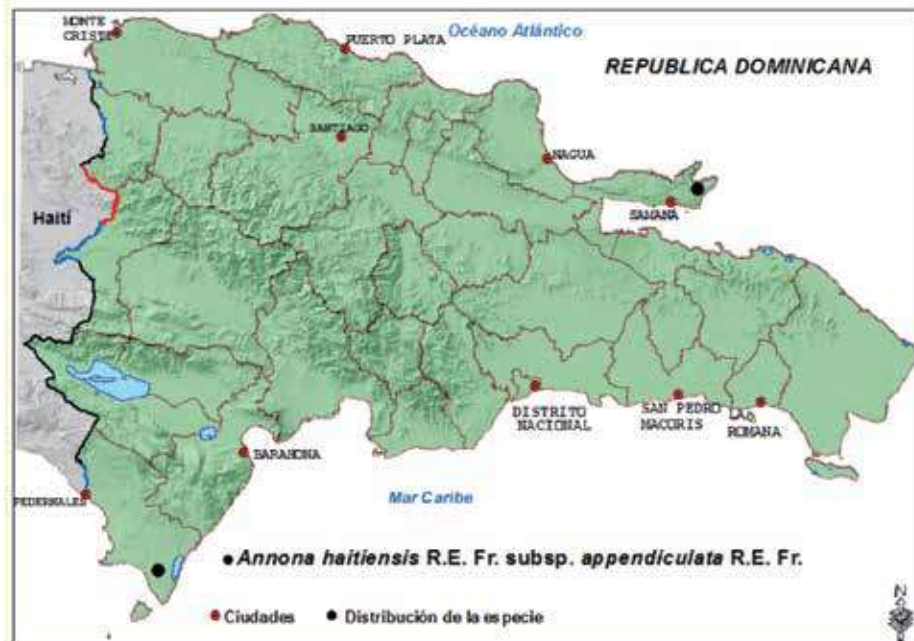 MONTE
CRISTI
PUERTO PLATA
Océano Atlántico
REPUBLICA DOMINICANA
SANTIAGO
NAGUA
Haití
SAMANÁ
DISTRITO
NACIONAL
SAN PEDRO
MACORIS
LA
ROMANA
BARAHONA
Mar Caribe
PEDERNALES
Annona haitiensis R.E. Fr. subsp. appendiculata R.E. Fr.
Ciudades
Distribución de la especie
N